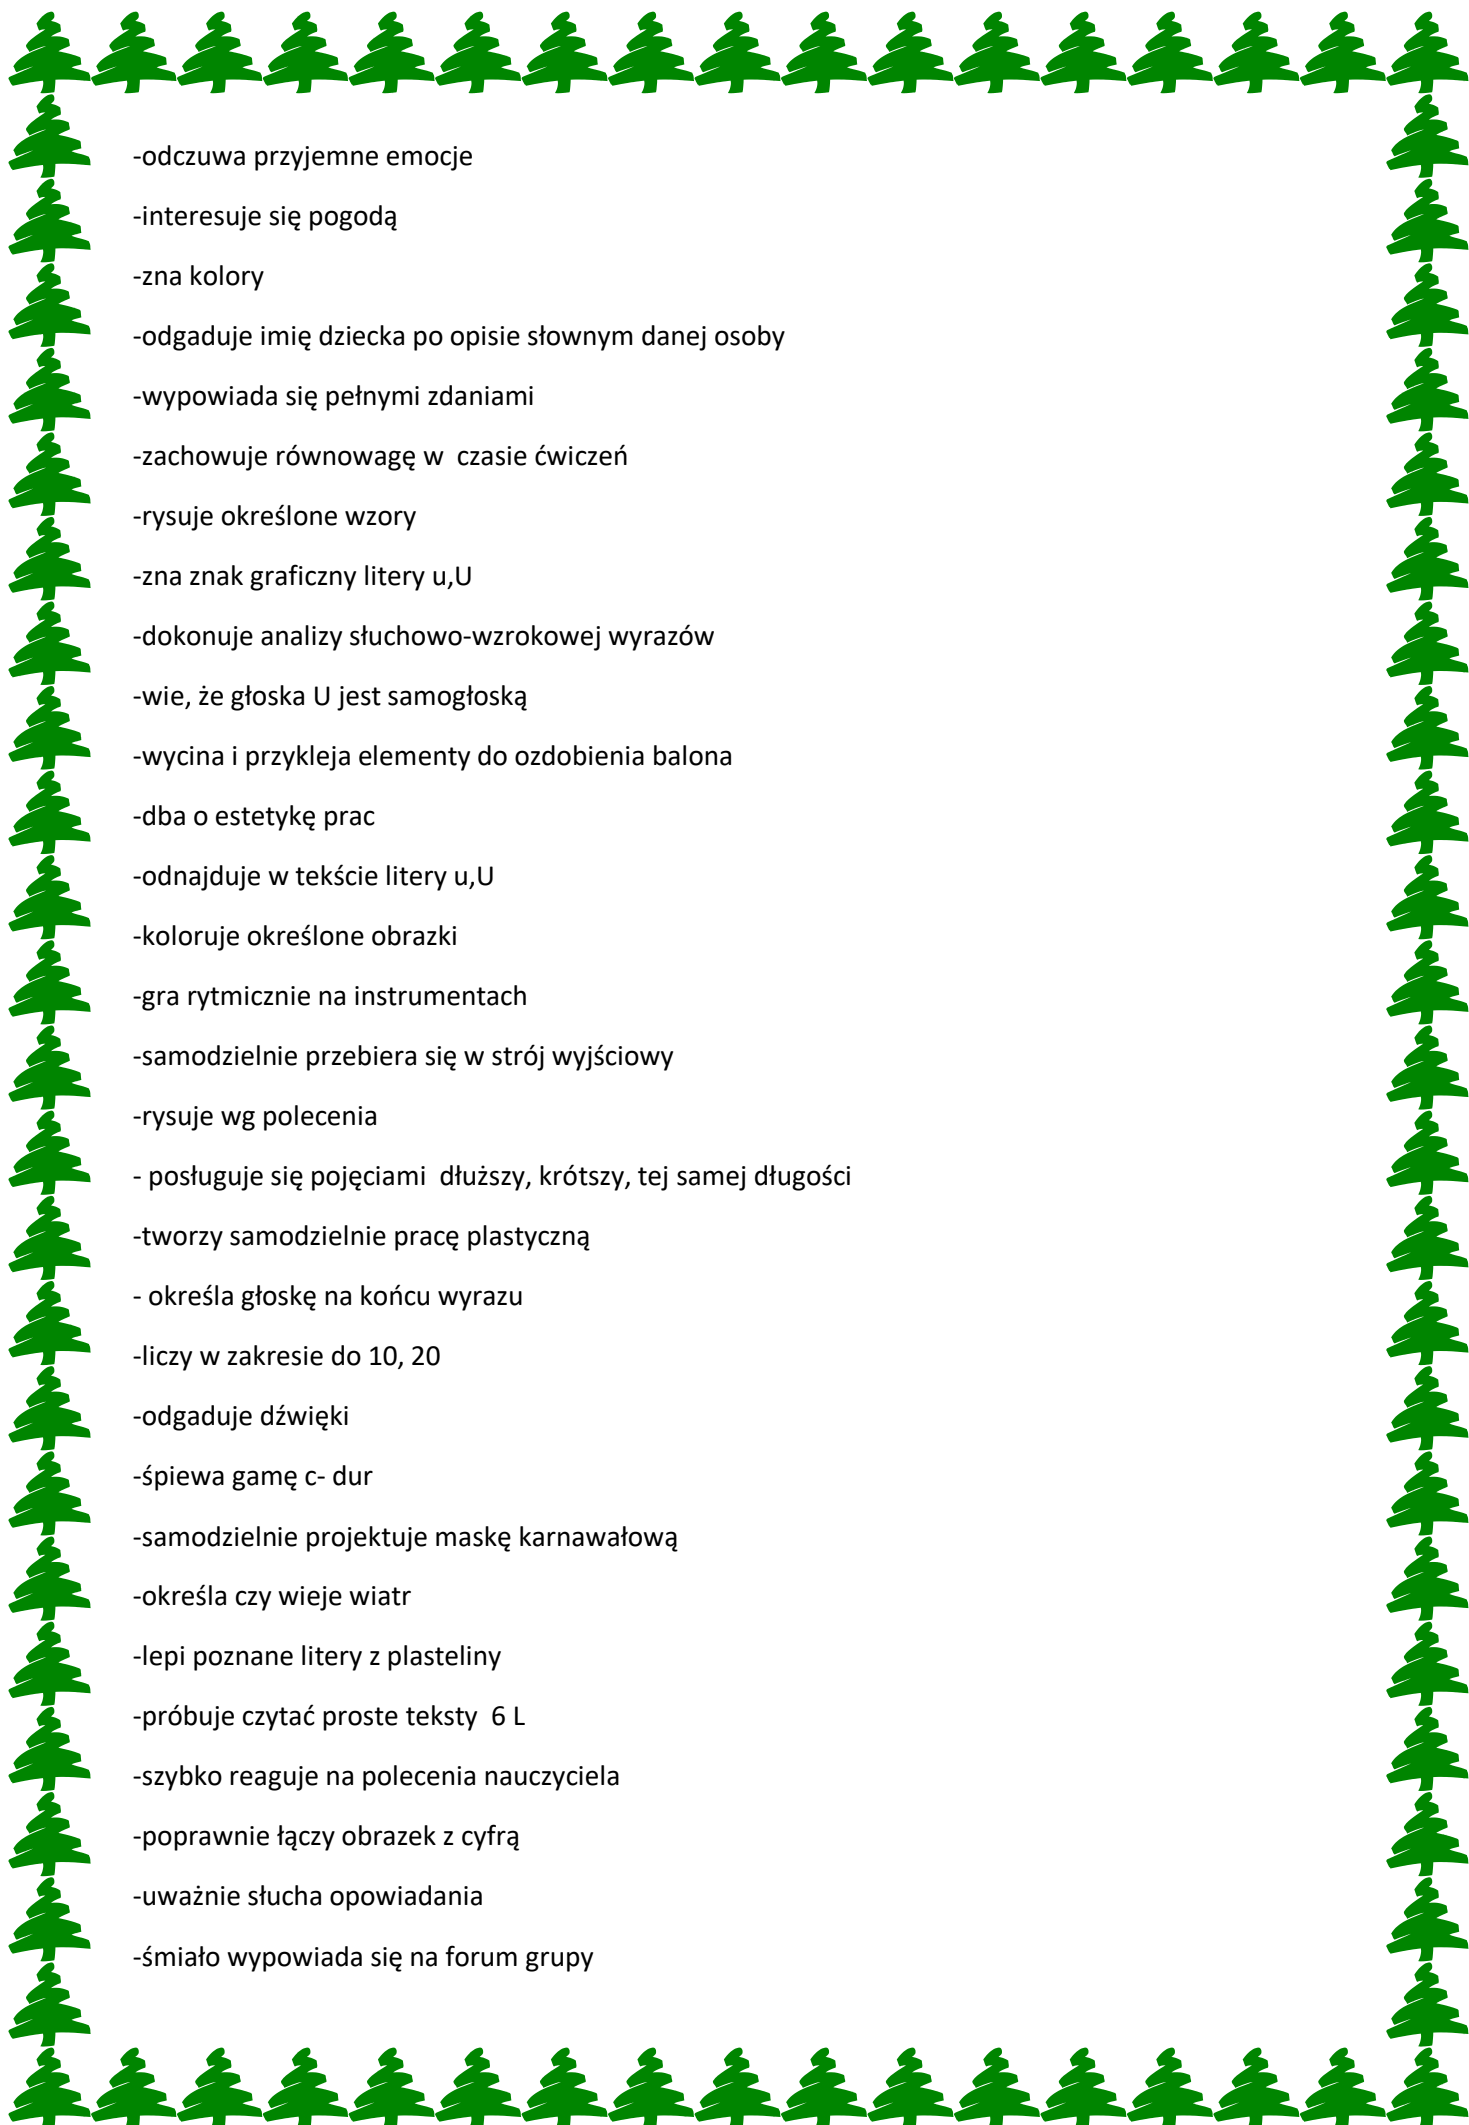 -odczuwa przyjemne emocje
-interesuje się pogodą
-zna kolory
-odgaduje imię dziecka po opisie słownym danej osoby
-wypowiada się pełnymi zdaniami
-zachowuje równowagę w  czasie ćwiczeń
-rysuje określone wzory
-zna znak graficzny litery u,U
-dokonuje analizy słuchowo-wzrokowej wyrazów
-wie, że głoska U jest samogłoską
-wycina i przykleja elementy do ozdobienia balona
-dba o estetykę prac
-odnajduje w tekście litery u,U
-koloruje określone obrazki
-gra rytmicznie na instrumentach
-samodzielnie przebiera się w strój wyjściowy
-rysuje wg polecenia
- posługuje się pojęciami  dłuższy, krótszy, tej samej długości
-tworzy samodzielnie pracę plastyczną
- określa głoskę na końcu wyrazu
-liczy w zakresie do 10, 20
-odgaduje dźwięki
-śpiewa gamę c- dur
-samodzielnie projektuje maskę karnawałową
-określa czy wieje wiatr
-lepi poznane litery z plasteliny
-próbuje czytać proste teksty  6 L
-szybko reaguje na polecenia nauczyciela
-poprawnie łączy obrazek z cyfrą
-uważnie słucha opowiadania
-śmiało wypowiada się na forum grupy